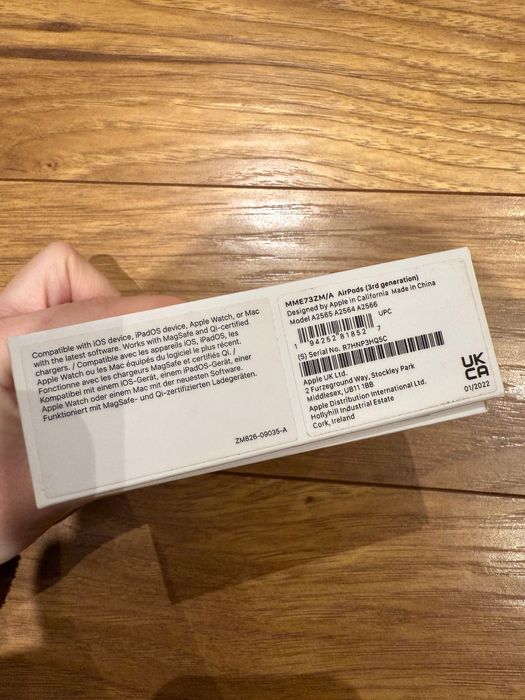 Compatible with iOS device, iPadOS device, Apple Watch, or Mac
with the latest software. Works with MagSafe and Qi-certified
chargers. / Compatible avec les appareils iOS, iPadOS, les
Apple Watch ou les Mac équipés du logiciel le plus récent.
Fonctionne avec les chargeurs MagSafe et certifiés Qi. /
Kompatibel mit einem iOS-Gerät, einem iPadOS-Gerät, einer
Apple Watch oder einem Mac mit der neuesten Software.
Funktioniert mit MagSafe- und Qi-zertifizierten Ladegeräten.
ZM826-09035-A
MME73ZM/A AirPods (3rd generation)
Designed by Apple in California Made in China
Model A2565 A2564 A2566
UPC
1 94252 81852 7
(S) Serial No. R7HNP3HQ5C
Apple UK Ltd.
2 Furzeground Way, Stockley Park
Middlesex, UB11 1BB
Apple Distribution International Ltd.
Hollyhill Industrial Estate
Cork, Ireland
UK
CA
01/2022